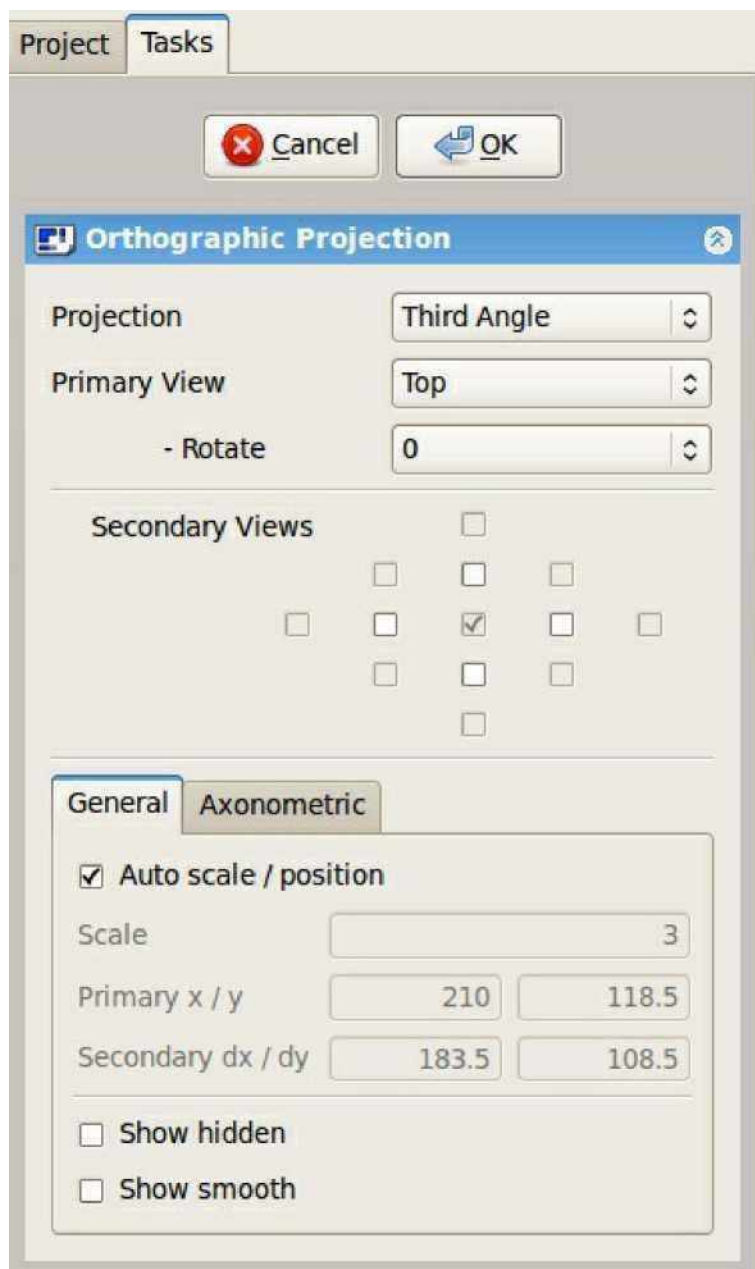 Project Tasks
Cancel OK
Orthographic Projection
Projection Third Angle
Primary View Top
- Rotate 0
Secondary Views
General Axonometric
Auto scale / position
Scale 3
Primary x / y 210 118.5
Secondary dx / dy 183.5 108.5
Show hidden
Show smooth